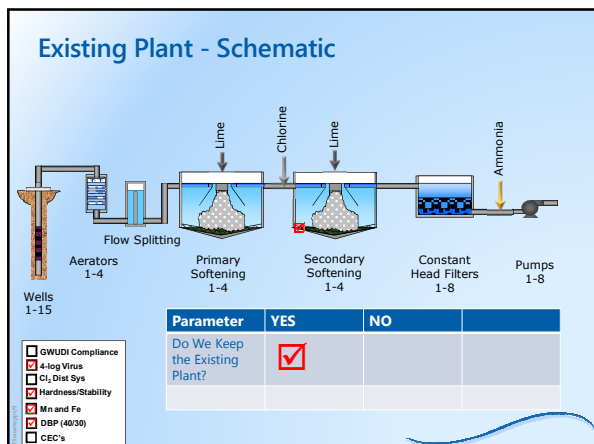 Existing Plant - Schematic
Lime
Chlorine
Lime
Ammonia
Flow Splitting
Aerators
1-4
Primary
Softening
1-4
Secondary
Softening
1-4
Constant
Head Filters
1-8
Pumps
1-8
Wells
1-15
Parameter YES NO
Do We Keep
the Existing
Plant?
GWUDI Compliance
4-log Virus
Cl2 Dist Sys
Hardness/Stability
Mn and Fe
DBP (40/30)
CEC's